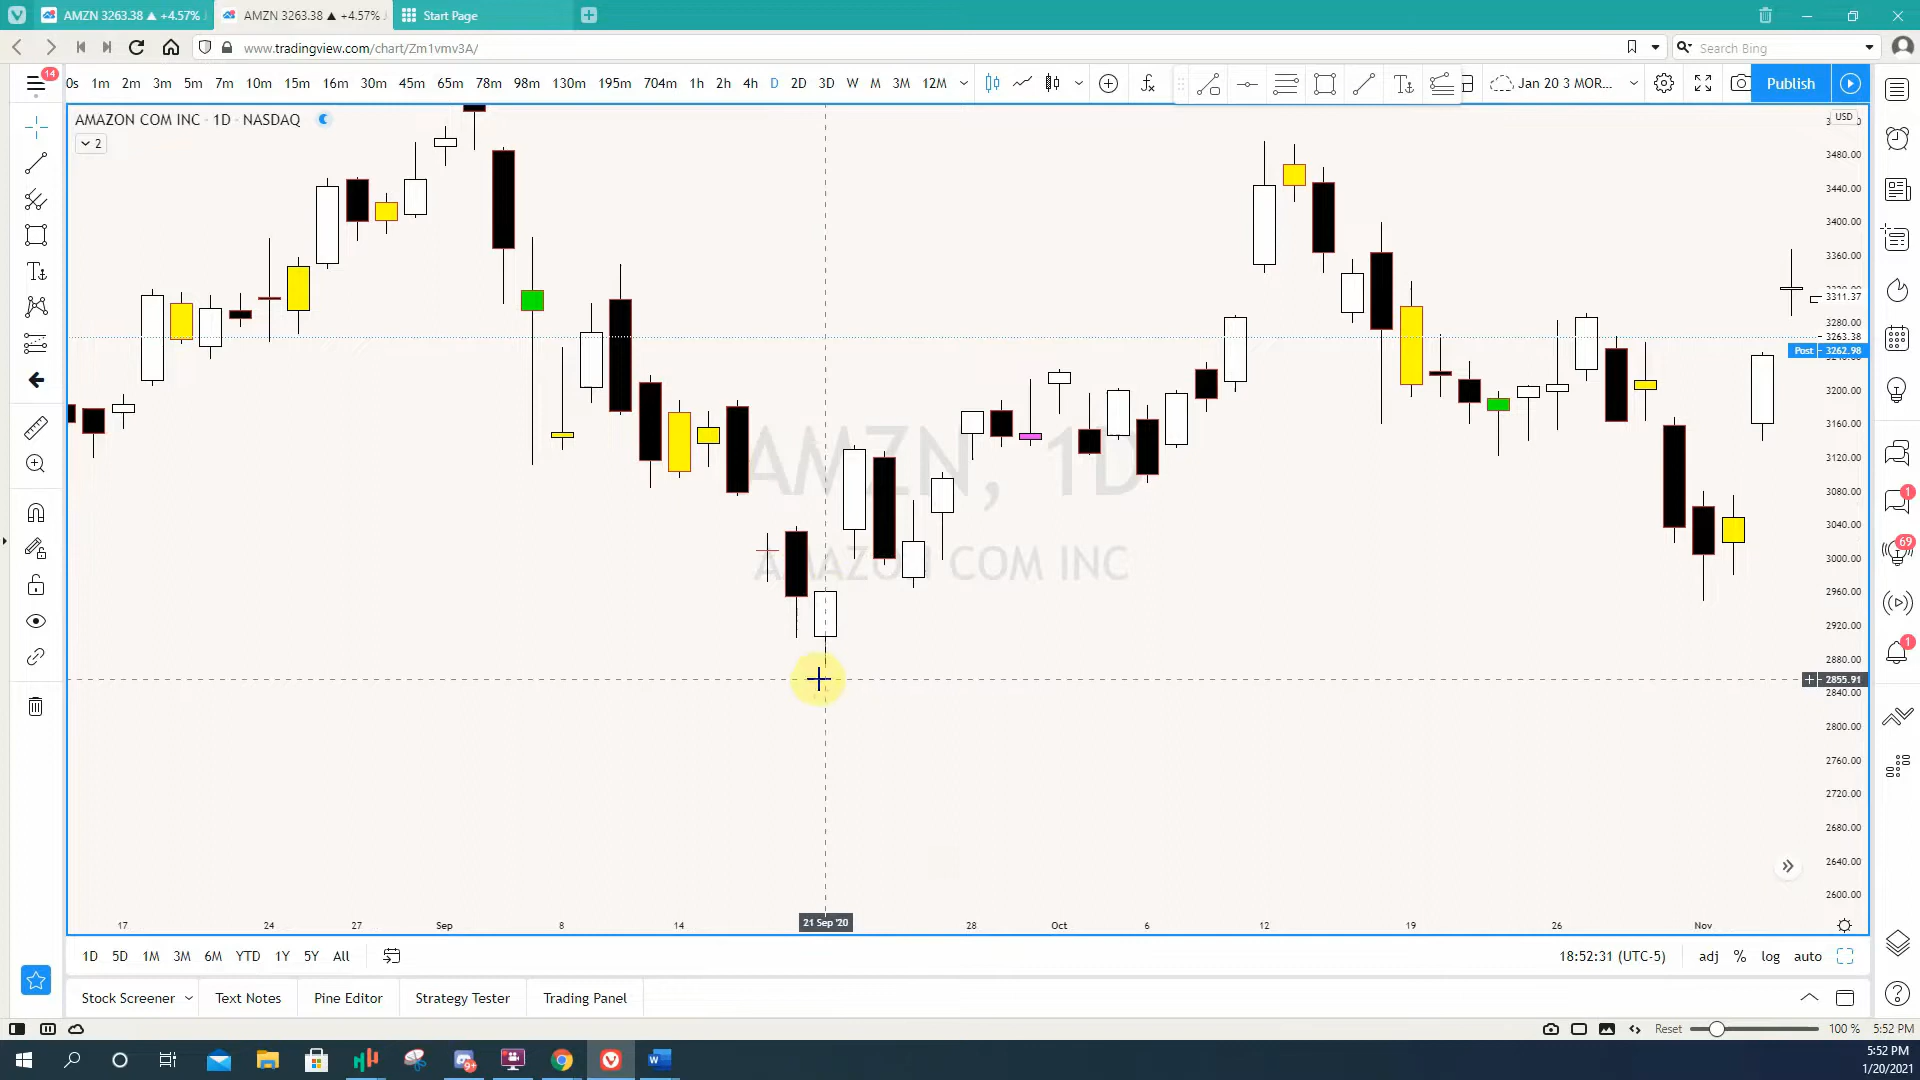 AMZN 3263.38 ▲ +4.57%
AMZN 3263.38 ▲ +4.57%
Start Page
www.tradingview.com/chart/Zm1vmv3A/
Search Bing
14
0s 1m 2m 3m 5m 7m 10m 15m 16m 30m 45m 65m 78m 98m 130m 195m 704m 1h 2h 4h D 2D 3D W M 3M 12M
Jan 20 3 MOR...
Publish
AMAZON COM INC · 1D · NASDAQ
2
AMZN, 1D
AMAZON COM INC
USD
3480.00
3440.00
3400.00
3360.00
3311.37
3280.00
3263.38
Post 3262.98
3200.00
3160.00
3120.00
3080.00
3040.00
3000.00
2960.00
2920.00
2880.00
2855.91
2840.00
2800.00
2760.00
2720.00
2680.00
2640.00
2600.00
17 24 27 Sep 8 14 21 Sep '20 28 Oct 6 12 19 26 Nov
1D 5D 1M 3M 6M YTD 1Y 5Y All
18:52:31 (UTC-5) adj % log auto
Stock Screener Text Notes Pine Editor Strategy Tester Trading Panel
1
69
1
Reset 100 % 5:52 PM
9+
5:52 PM
1/20/2021